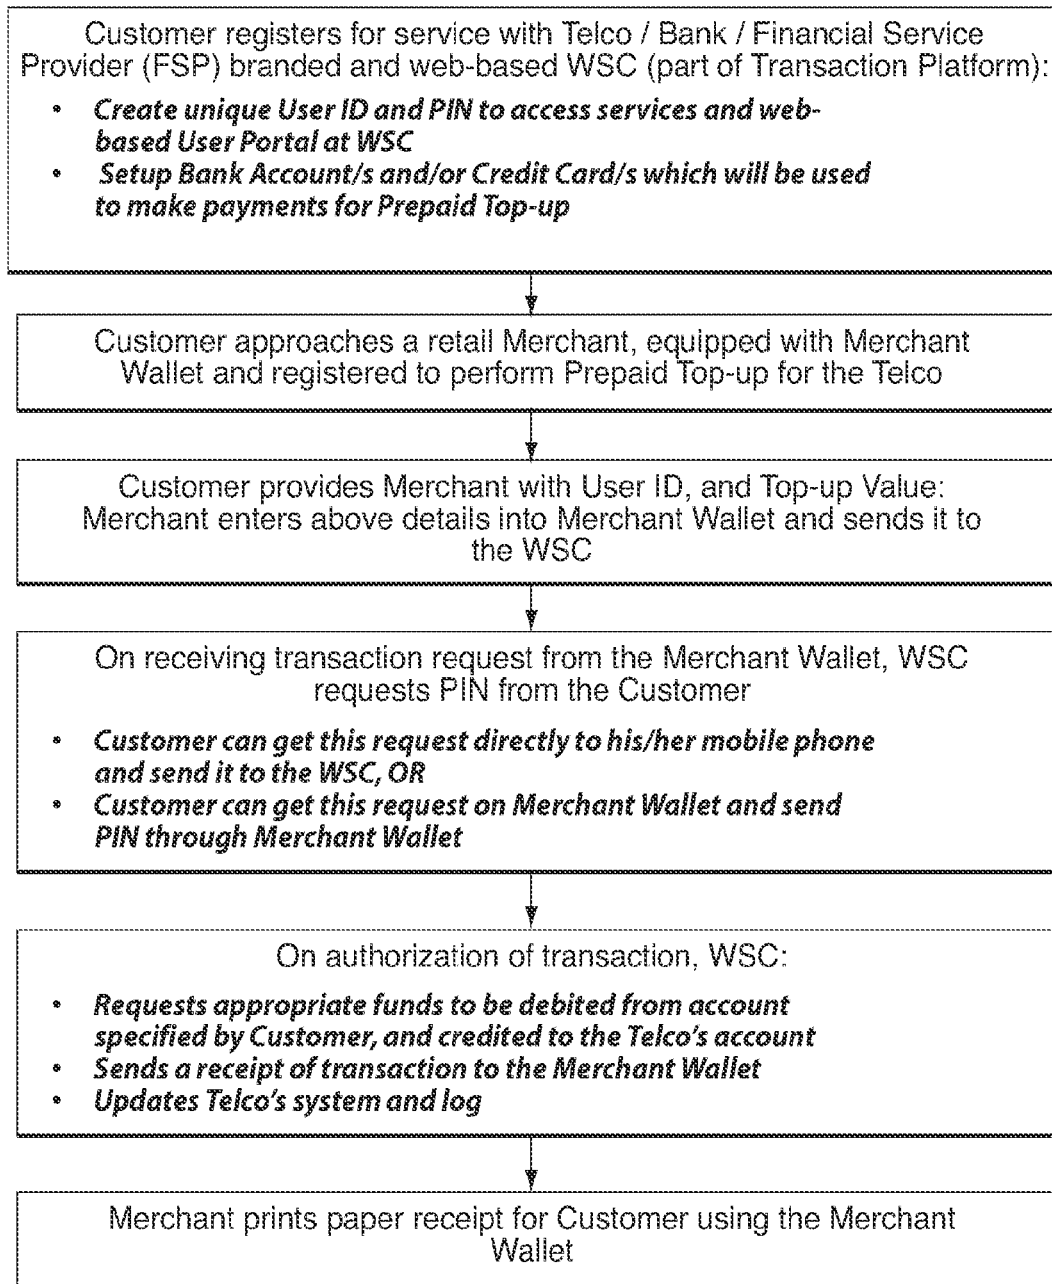 Customer registers for service with Telco / Bank / Financial Service
Provider (FSP) branded and web-based WSC (part of Transaction Platform):
• Create unique User ID and PIN to access services and web-
based User Portal at WSC
• Setup Bank Account/s and/or Credit Card/s which will be used
to make payments for Prepaid Top-up
Customer approaches a retail Merchant, equipped with Merchant
Wallet and registered to perform Prepaid Top-up for the Telco
Customer provides Merchant with User ID, and Top-up Value:
Merchant enters above details into Merchant Wallet and sends it to
the WSC
On receiving transaction request from the Merchant Wallet, WSC
requests PIN from the Customer
• Customer can get this request directly to his/her mobile phone
and send it to the WSC, OR
• Customer can get this request on Merchant Wallet and send
PIN through Merchant Wallet
On authorization of transaction, WSC:
• Requests appropriate funds to be debited from account
specified by Customer, and credited to the Telco's account
• Sends a receipt of transaction to the Merchant Wallet
• Updates Telco's system and log
Merchant prints paper receipt for Customer using the Merchant
Wallet